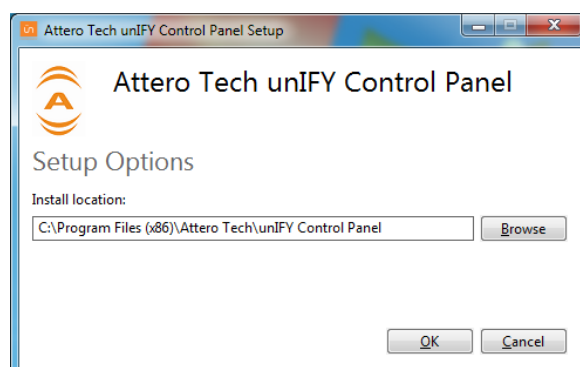 Attero Tech unIFY Control Panel Setup
Attero Tech unIFY Control Panel
A
Setup Options
Install location:
C:\Program Files (x86)\Attero Tech\unIFY Control Panel
Browse
OK
Cancel